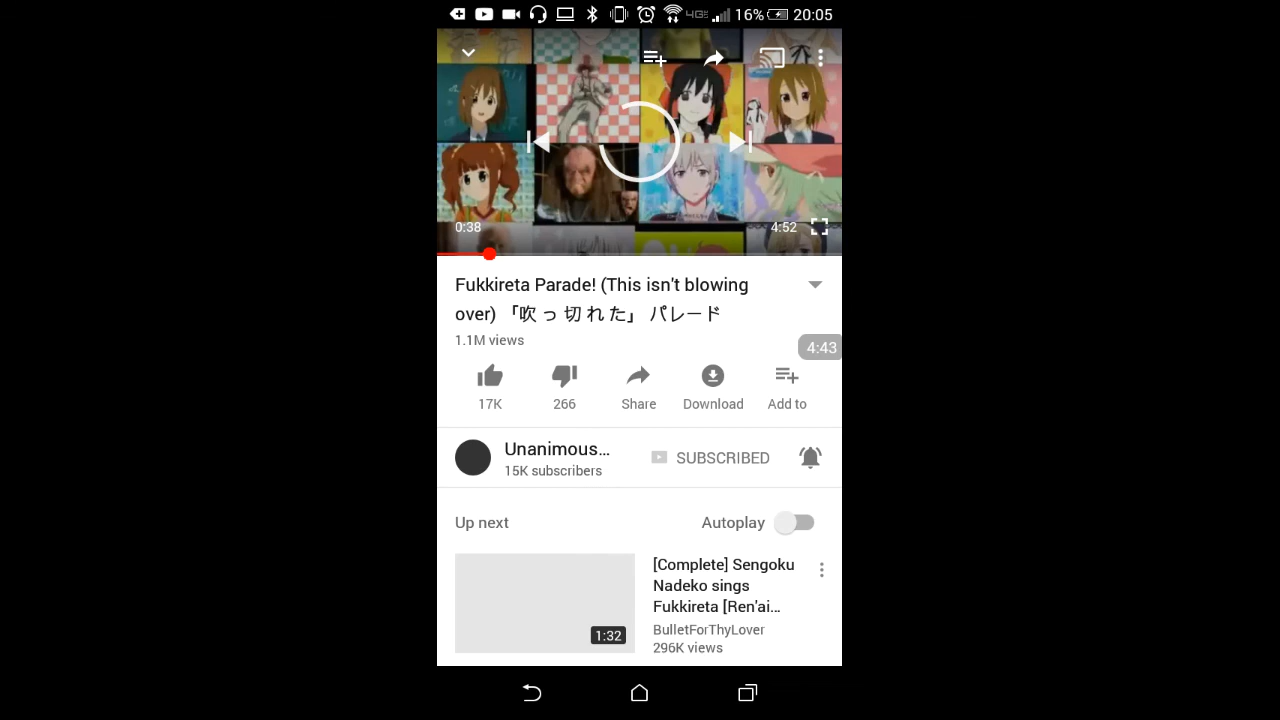 4G 16% 20:05
0:38
4:52
Fukkireta Parade! (This isn't blowing
over) 「吹 っ 切 れ た」 パレード
1.1M views
4:43
17K
266
Share
Download
Add to
Unanimous...
15K subscribers
SUBSCRIBED
Up next
Autoplay
[Complete] Sengoku
Nadeko sings
Fukkireta [Ren'ai...
1:32
BulletForThyLover
296K views